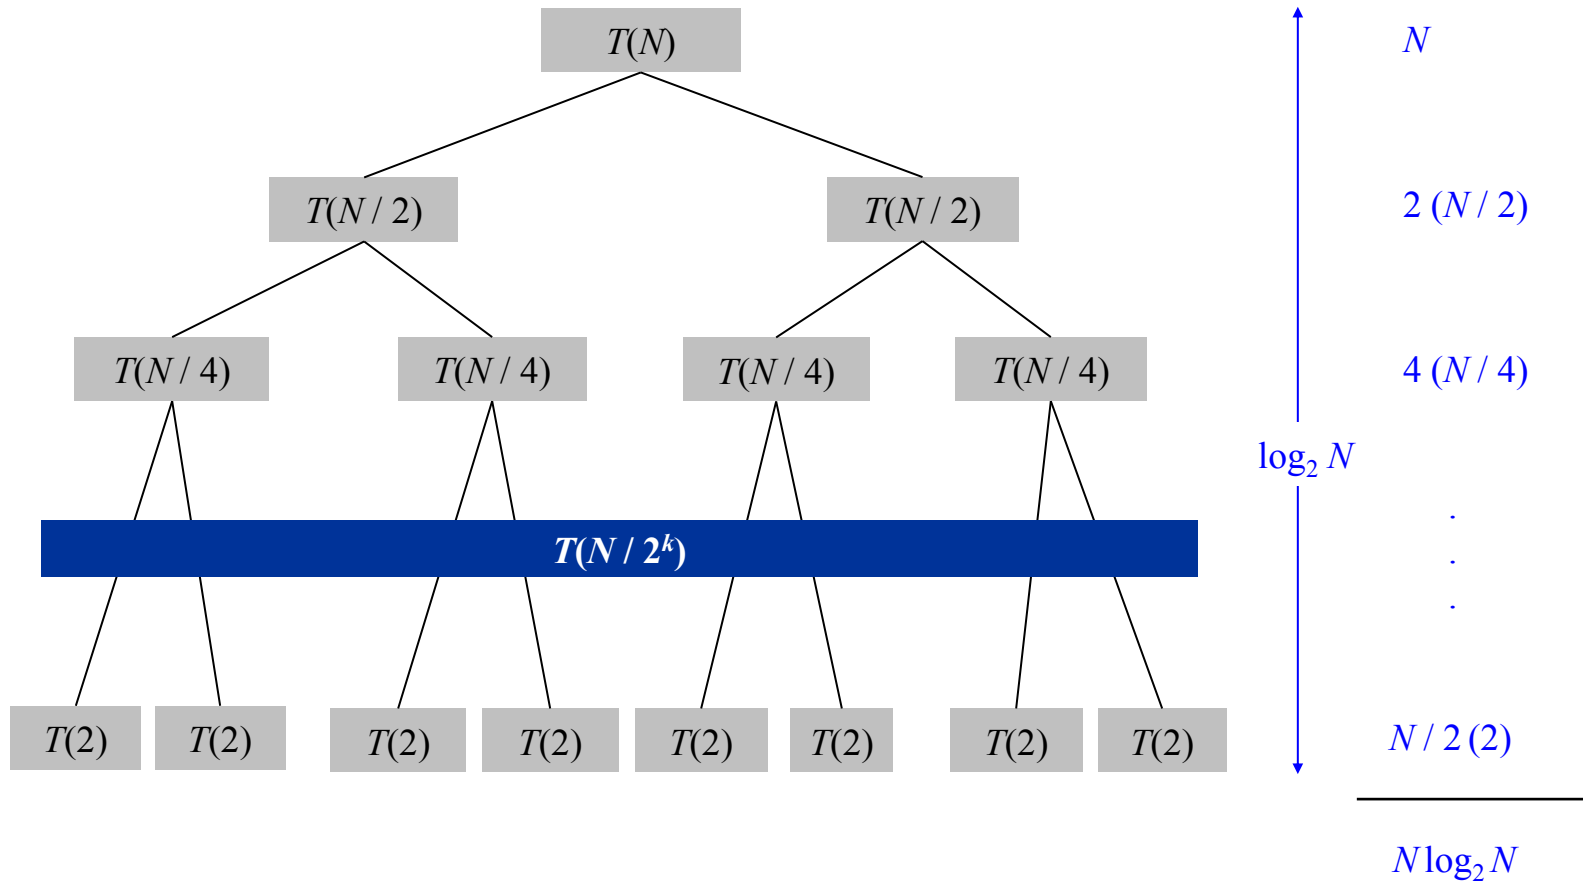 T(N) N
T(N / 2) T(N / 2) 2 (N / 2)
T(N / 4) T(N / 4) T(N / 4) T(N / 4) 4 (N / 4)
log₂ N
.
T(N / 2ᵏ)
.
.
T(2) T(2) T(2) T(2) T(2) T(2) T(2) T(2) N / 2 (2)
N log₂ N